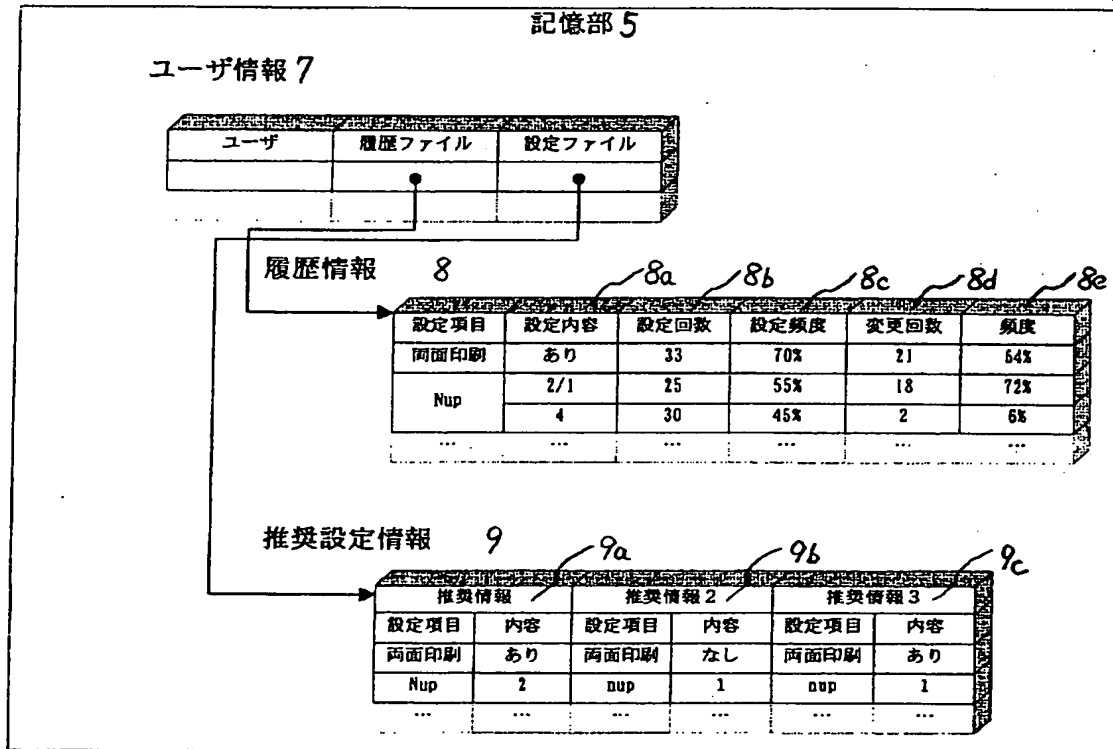 記憶部 5
ユーザ情報 7
ユーザ 履歴ファイル 設定ファイル
履歴情報 8 8a 8b 8c 8d 8e
設定項目 設定内容 設定回数 設定頻度 変更回数 頻度
両面印刷 あり 33 70% 21 64%
Nup 2/1 25 55% 18 72%
4 30 45% 2 6%
… … … … … …
推奨設定情報 9 9a 9b 9c
推奨情報 推奨情報2 推奨情報3
設定項目 内容 設定項目 内容 設定項目 内容
両面印刷 あり 両面印刷 なし 両面印刷 あり
Nup 2 nup 1 nup 1
… … … … … …